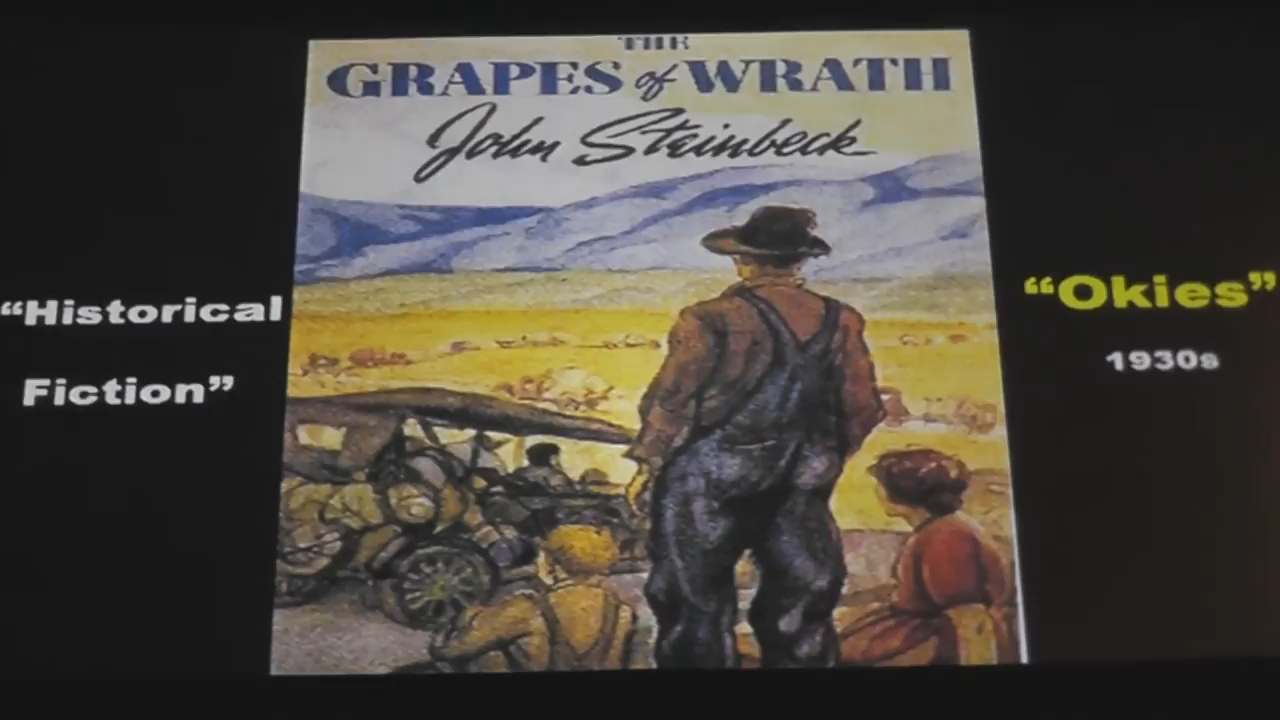 THE
GRAPES of WRATH
John Steinbeck
“Historical
Fiction”
“Okies”
1930s